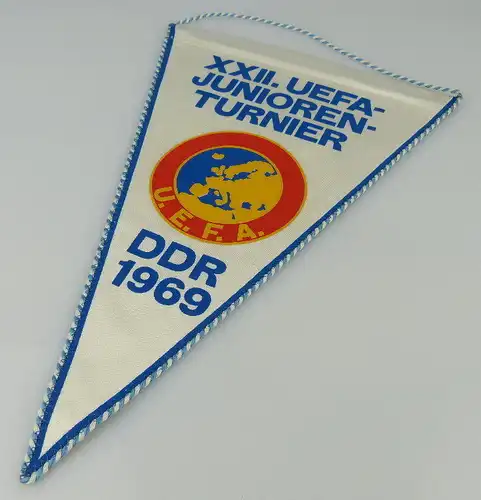 XXII. UEFA-
JUNIOREN-
TURNIER
U. E. F. A.
DDR
1969